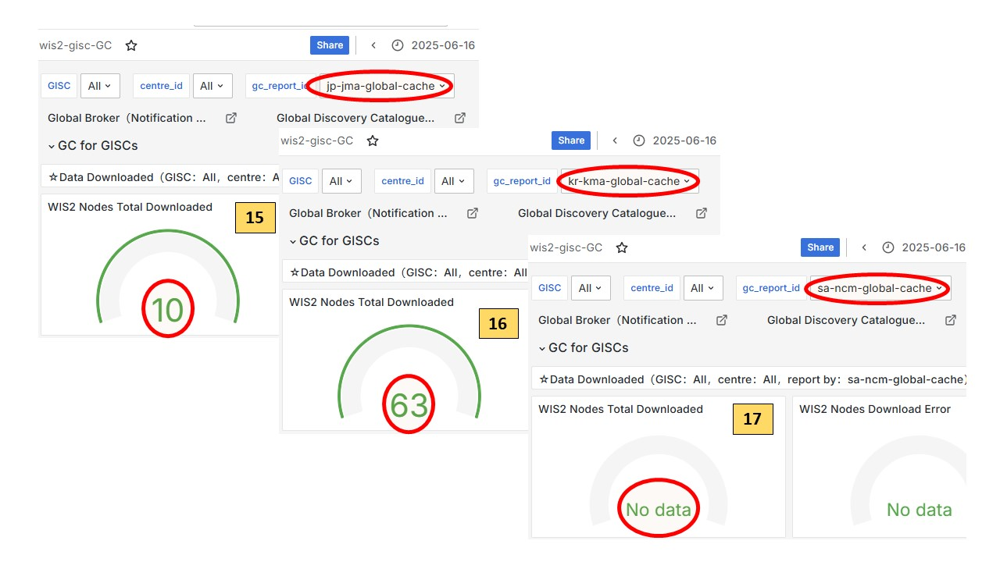 wis2-gisc-GC ☆ Share < 2025-06-16
GISC All centre_id All gc_report_id jp-jma-global-cache
Global Broker（Notification ... Global Discovery Catalogue...
GC for GISCs
☆Data Downloaded（GISC：All，centre：A
WIS2 Nodes Total Downloaded
15
10
wis2-gisc-GC ☆ Share < 2025-06-16
GISC All centre_id All gc_report_id kr-kma-global-cache
Global Broker（Notification ... Global Discovery Catalogue...
GC for GISCs
☆Data Downloaded（GISC：All，centre：All
WIS2 Nodes Total Downloaded
16
63
wis2-gisc-GC ☆ Share < 2025-06-16
GISC All centre_id All gc_report_id sa-ncm-global-cache
Global Broker（Notification ... Global Discovery Catalogue...
GC for GISCs
☆Data Downloaded（GISC：All，centre：All，report by：sa-ncm-global-cache）
WIS2 Nodes Total Downloaded
17
No data
WIS2 Nodes Download Error
No data